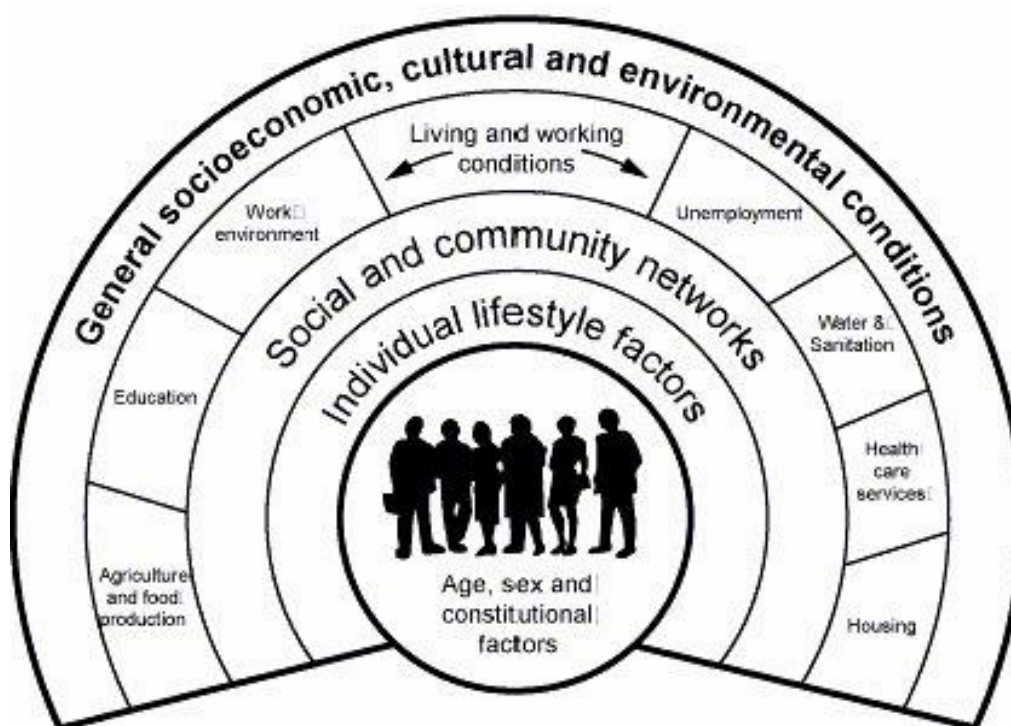 General socioeconomic, cultural and environmental conditions
Living and working
conditions
Work
environment
Unemployment
Social and community networks
Individual lifestyle factors
Water &
Sanitation
Education
Health
care
services
Agriculture
and food
production
Age, sex and
constitutional
factors
Housing